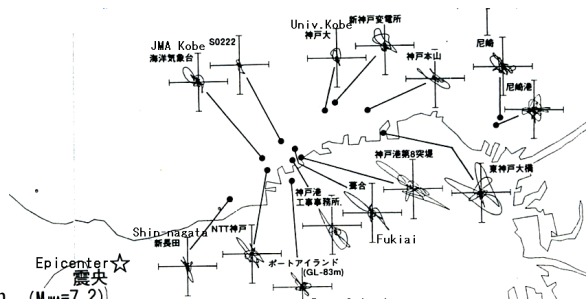 Univ.Kobe
神戸大
新神戸変電所
尼崎
S0222
JMA Kobe
海洋気象台
神戸本山
尼崎港
神戸港第8突堤
東神戸大橋
神戸港
工事事務所
葺合
Fukiai
Shin-nagata
新長田
NTT神戸
ポートアイランド
(GL-83m)
Epicenter☆
震央